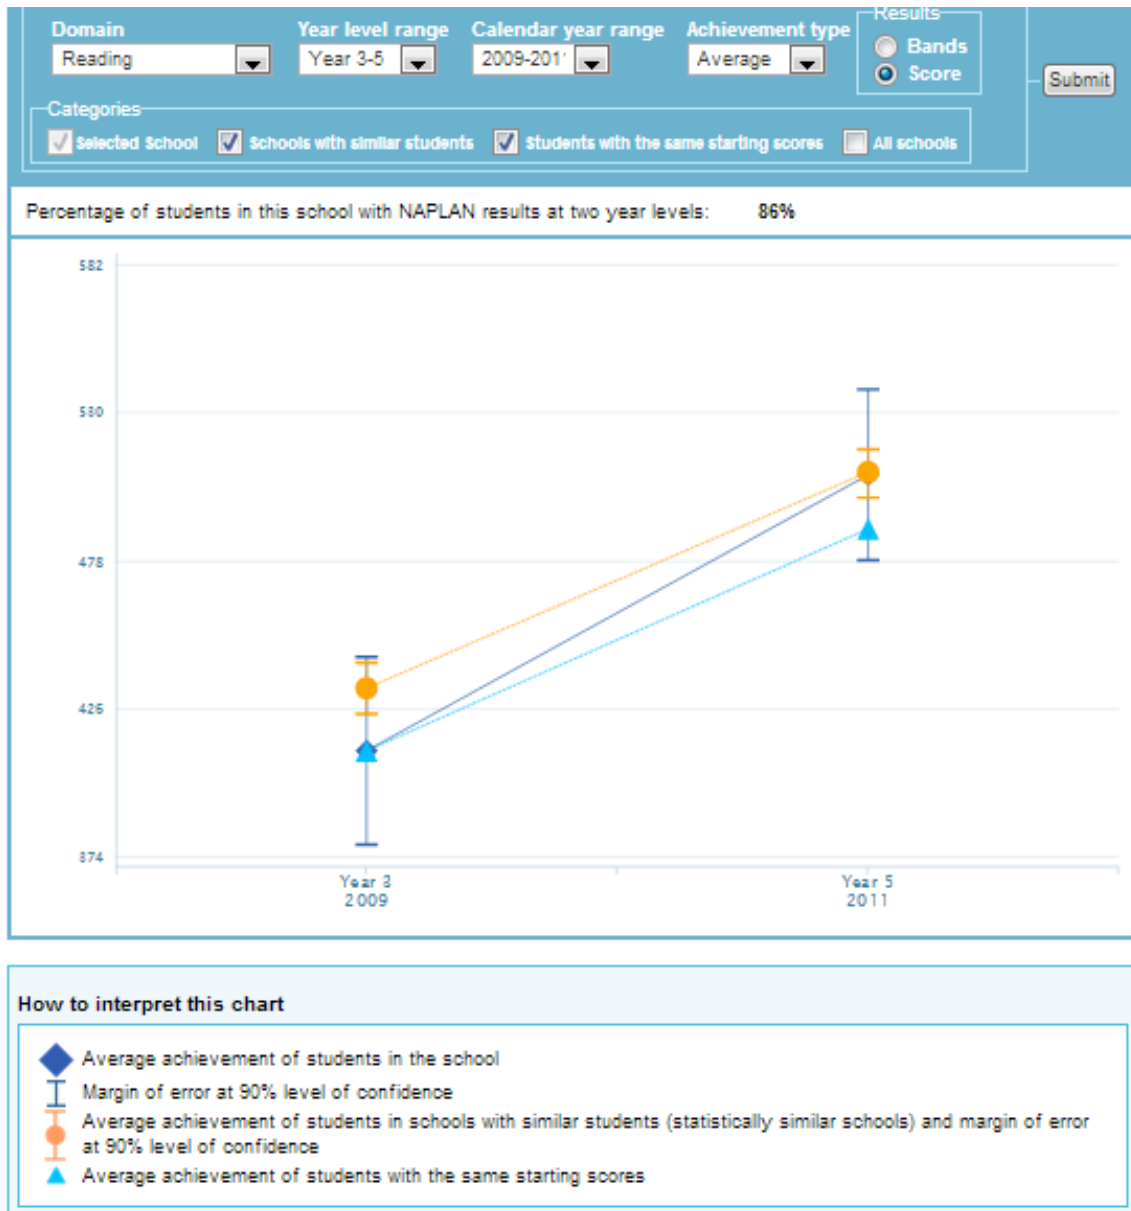 Domain Year level range Calendar year range Achievement type Results
Reading Year 3-5 2009-201 Average Bands
Score
Submit
Categories
Selected School Schools with similar students Students with the same starting scores All schools
Percentage of students in this school with NAPLAN results at two year levels: 86%
582
580
478
426
374
Year 3 Year 5
2009 2011
How to interpret this chart
Average achievement of students in the school
Margin of error at 90% level of confidence
Average achievement of students in schools with similar students (statistically similar schools) and margin of error
at 90% level of confidence
Average achievement of students with the same starting scores